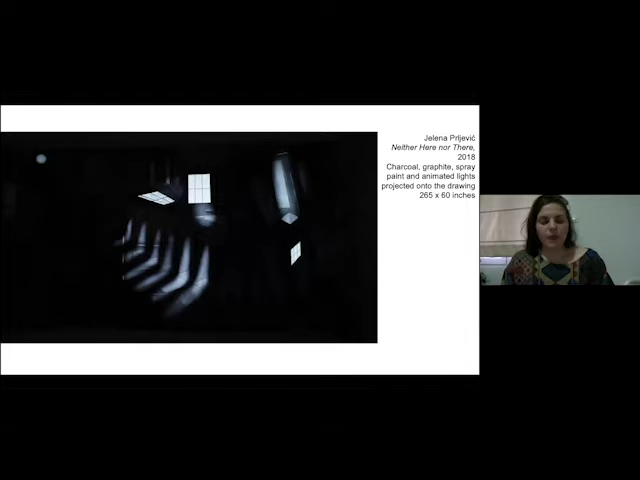 Jelena Prljević
Neither Here nor There,
2018
Charcoal, graphite, spray
paint and animated lights
projected onto the drawing
265 x 60 inches